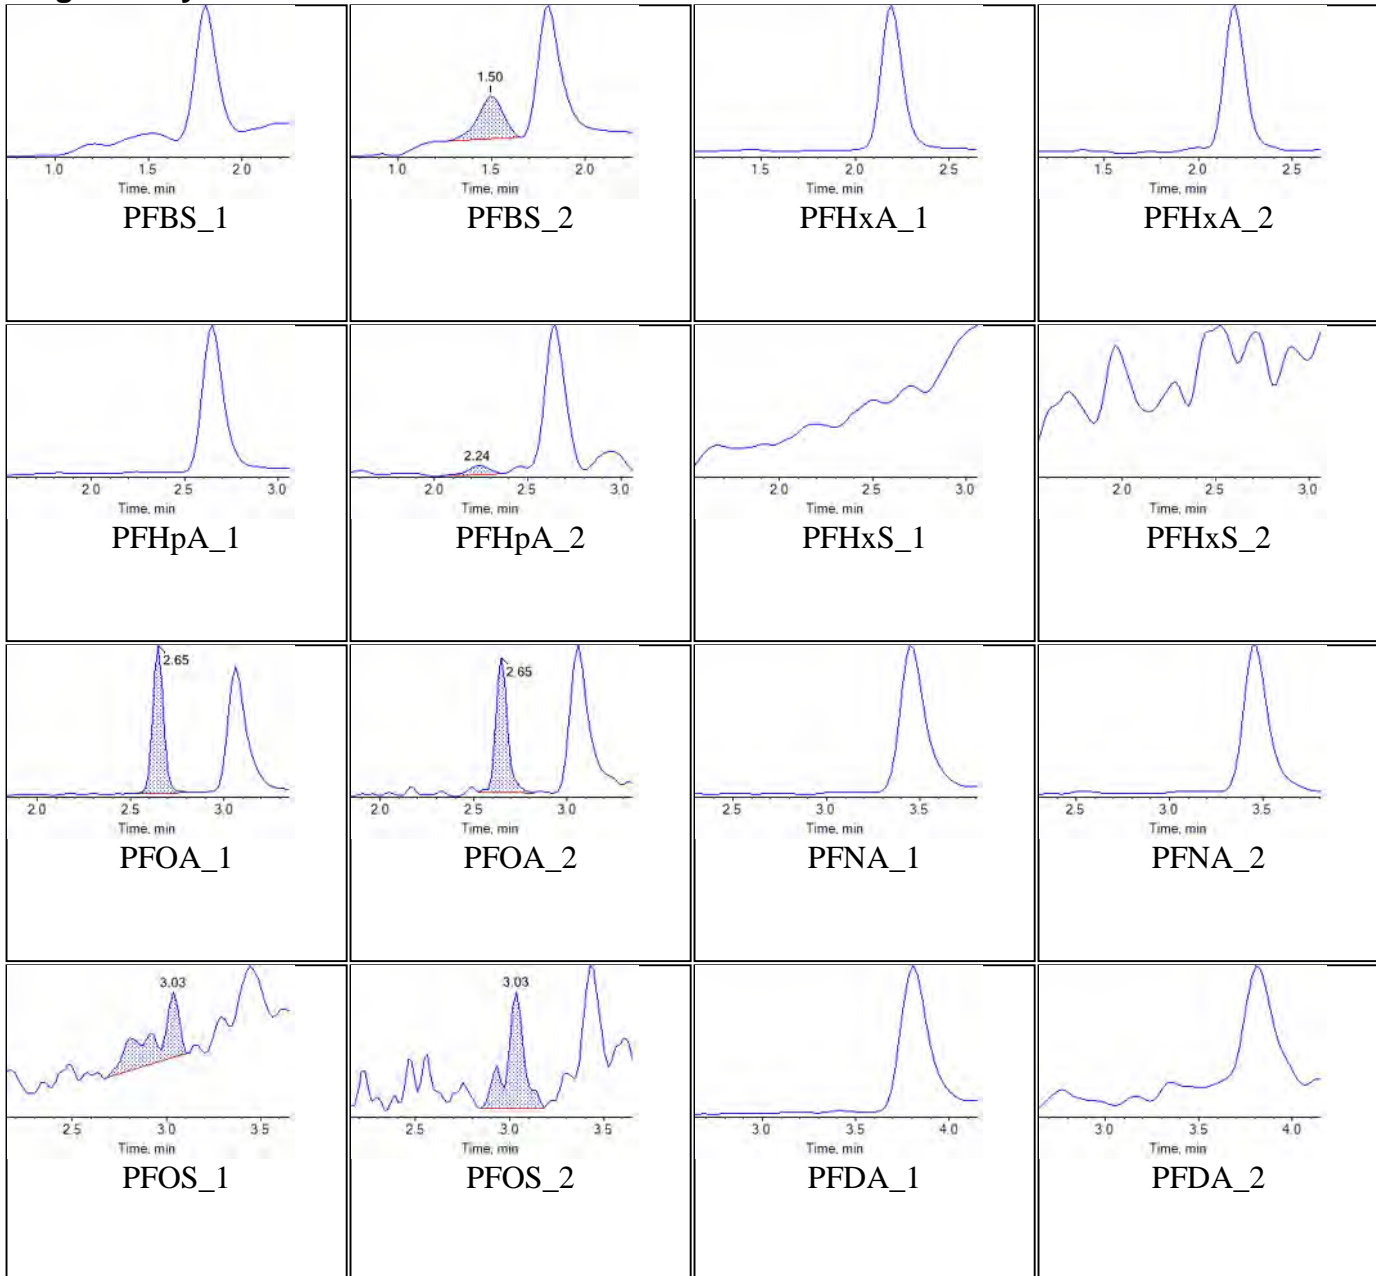 1.0 1.5 2.0
Time, min
PFBS_1
1.50
1.0 1.5 2.0
Time, min
PFBS_2
1.5 2.0 2.5
Time, min
PFHxA_1
1.5 2.0 2.5
Time, min
PFHxA_2
2.0 2.5 3.0
Time, min
PFHpA_1
2.24
2.0 2.5 3.0
Time, min
PFHpA_2
2.0 2.5 3.0
Time, min
PFHxS_1
2.0 2.5 3.0
Time, min
PFHxS_2
2.65
2.0 2.5 3.0
Time, min
PFOA_1
2.65
2.0 2.5 3.0
Time, min
PFOA_2
2.5 3.0 3.5
Time, min
PFNA_1
2.5 3.0 3.5
Time, min
PFNA_2
3.03
2.5 3.0 3.5
Time, min
PFOS_1
3.03
2.5 3.0 3.5
Time, min
PFOS_2
3.0 3.5 4.0
Time, min
PFDA_1
3.0 3.5 4.0
Time, min
PFDA_2